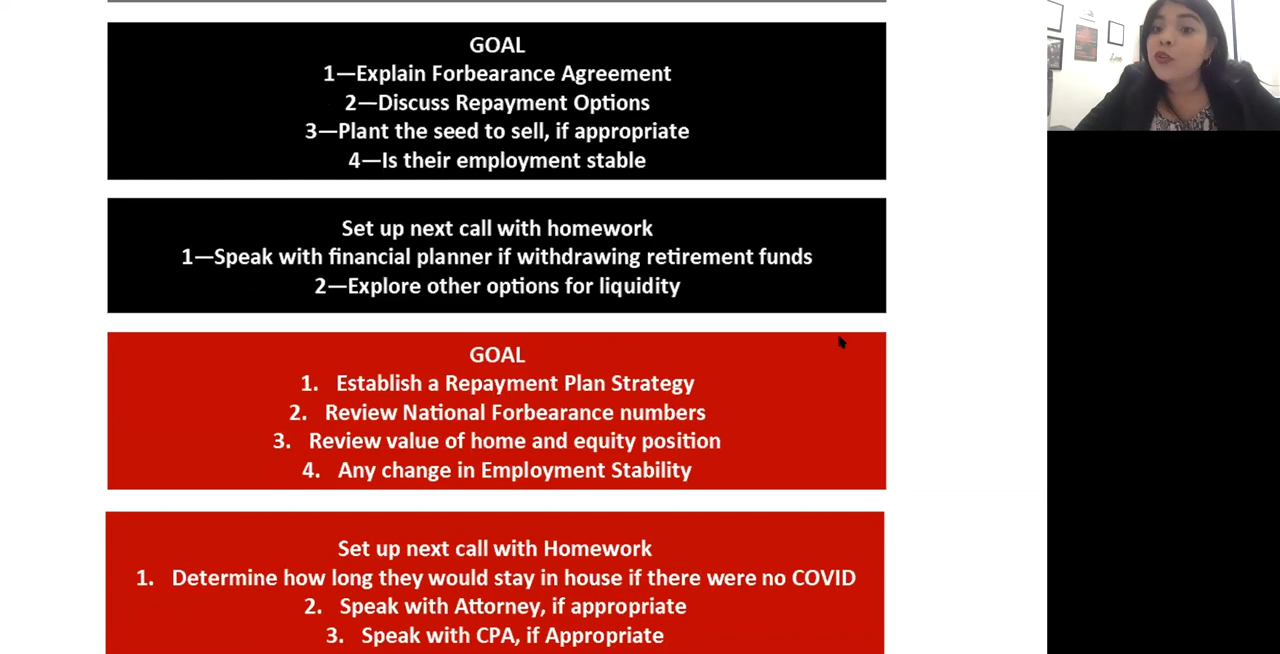 GOAL
1—Explain Forbearance Agreement
2—Discuss Repayment Options
3—Plant the seed to sell, if appropriate
4—Is their employment stable
Set up next call with homework
1—Speak with financial planner if withdrawing retirement funds
2—Explore other options for liquidity
GOAL
1. Establish a Repayment Plan Strategy
2. Review National Forbearance numbers
3. Review value of home and equity position
4. Any change in Employment Stability
Set up next call with Homework
1. Determine how long they would stay in house if there were no COVID
2. Speak with Attorney, if appropriate
3. Speak with CPA, if Appropriate